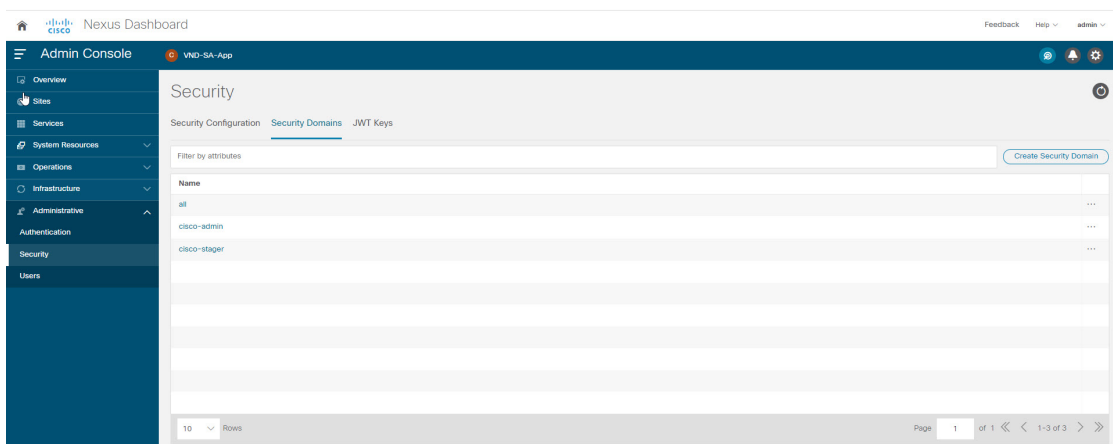 CISCO Nexus Dashboard Feedback Help admin
Admin Console C VND-SA-App
Overview
Sites
Services
System Resources
Operations
Infrastructure
Administrative
Authentication
Security
Users
Security
Security Configuration Security Domains JWT Keys
Filter by attributes Create Security Domain
Name
all ...
cisco-admin ...
cisco-stager ...
10 Rows Page 1 of 1 1-3 of 3